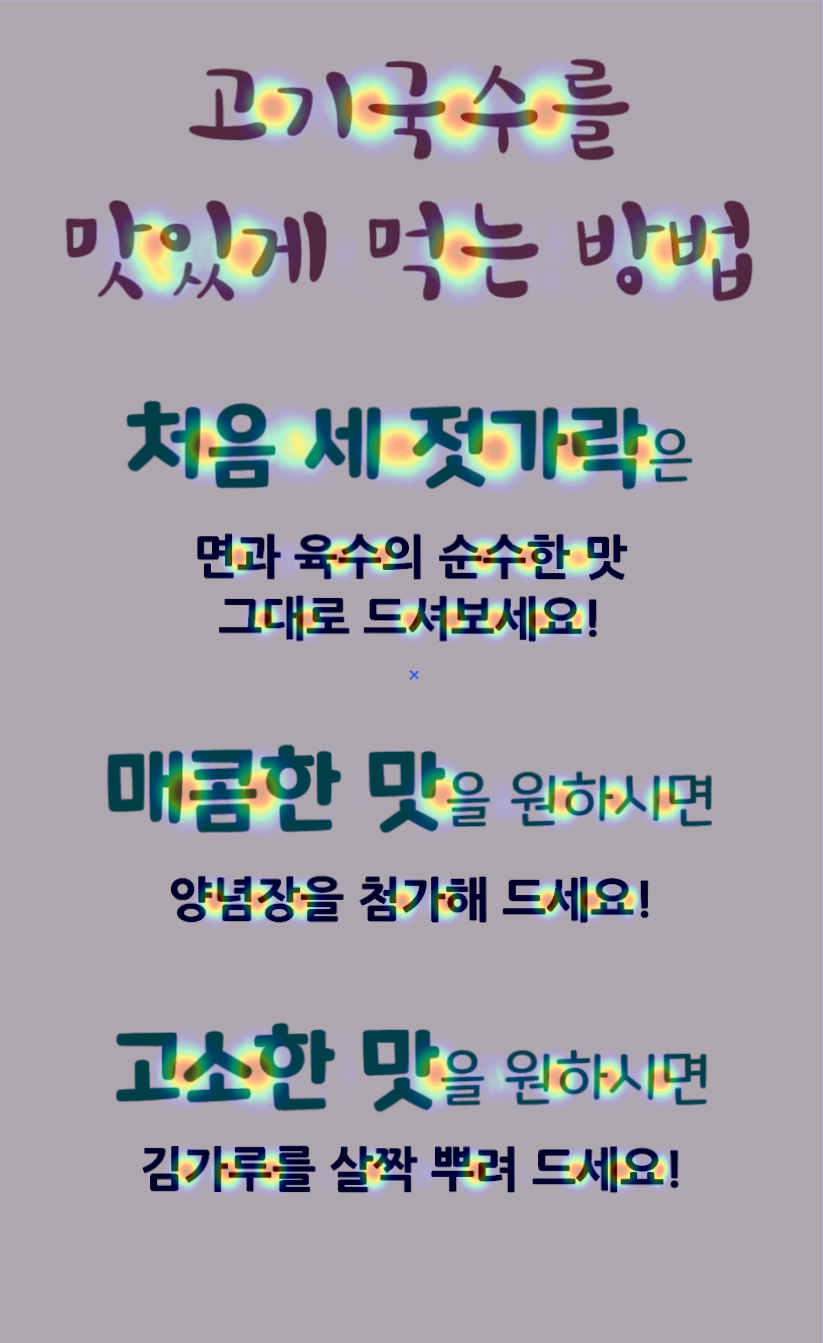 고기국수를
맛있게 먹는 방법
처음 세 젓가락은
면과 육수의 순수한 맛
그대로 드셔보세요!
매콤한 맛을 원하시면
양념장을 첨가해 드세요!
고소한 맛을 원하시면
김가루를 살짝 뿌려 드세요!